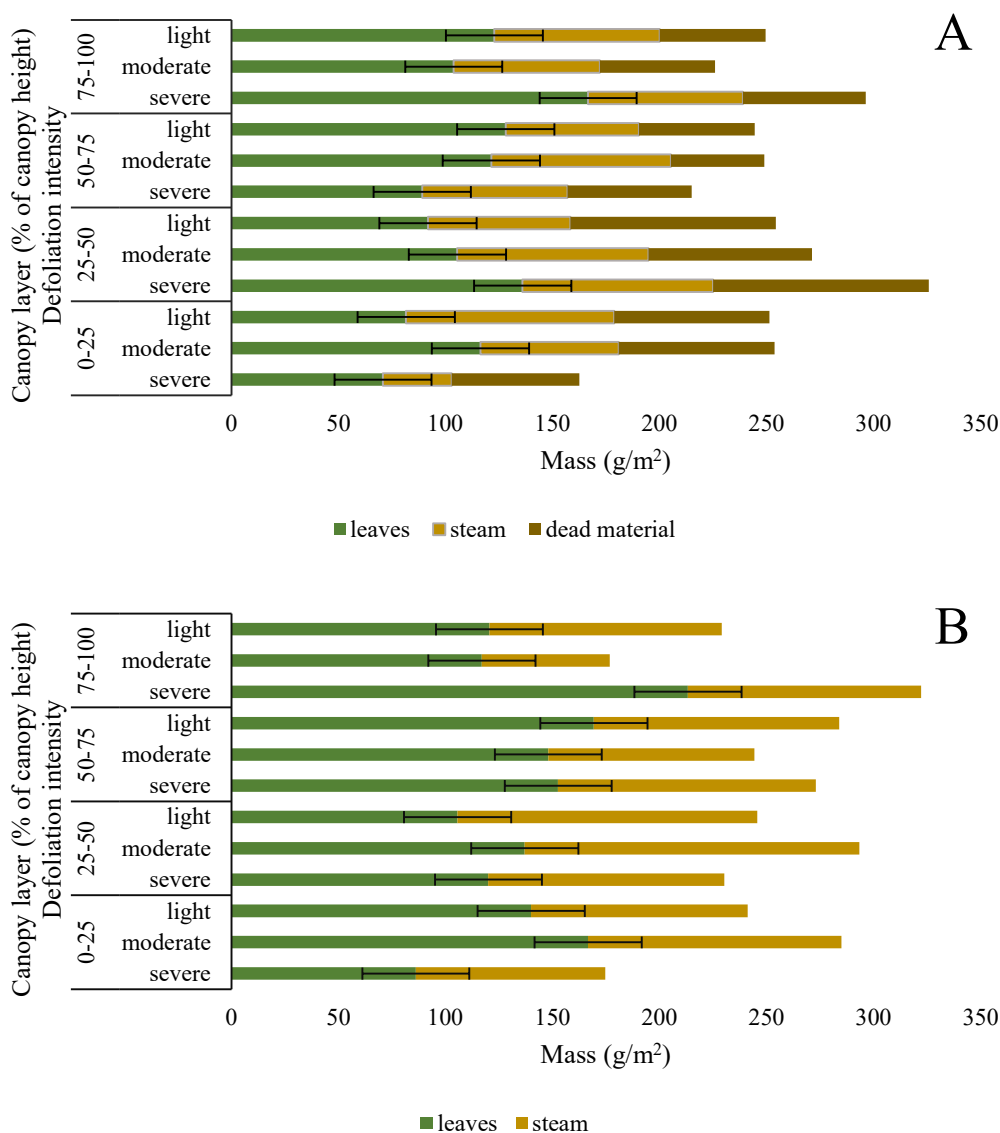 A
Canopy layer (% of canopy height)
Defoliation intensity
75-100
light
moderate
severe
50-75
light
moderate
severe
25-50
light
moderate
severe
0-25
light
moderate
severe
0 50 100 150 200 250 300 350
Mass (g/m²)
leaves steam dead material
B
Canopy layer (% of canopy height)
Defoliation intensity
75-100
light
moderate
severe
50-75
light
moderate
severe
25-50
light
moderate
severe
0-25
light
moderate
severe
0 50 100 150 200 250 300 350
Mass (g/m²)
leaves steam